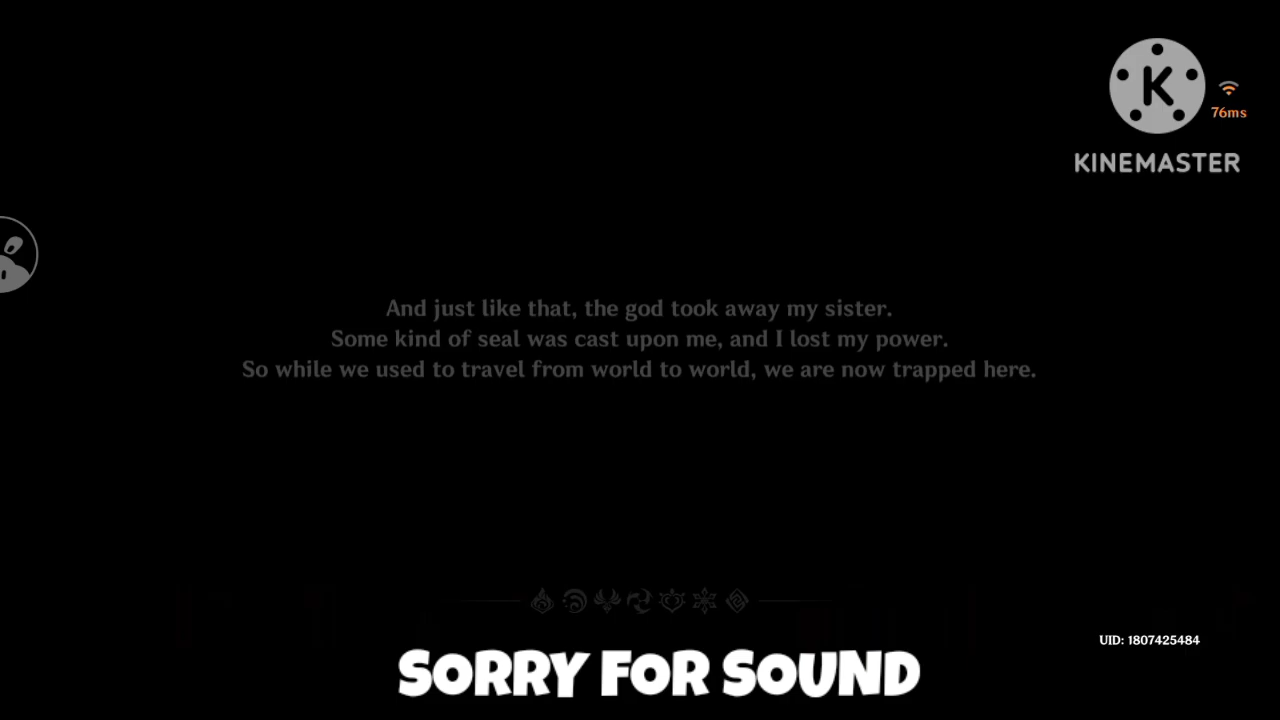 K
76ms
KINEMASTER
And just like that, the god took away my sister.
Some kind of seal was cast upon me, and I lost my power.
So while we used to travel from world to world, we are now trapped here.
UID: 1807425484
SORRY FOR SOUND